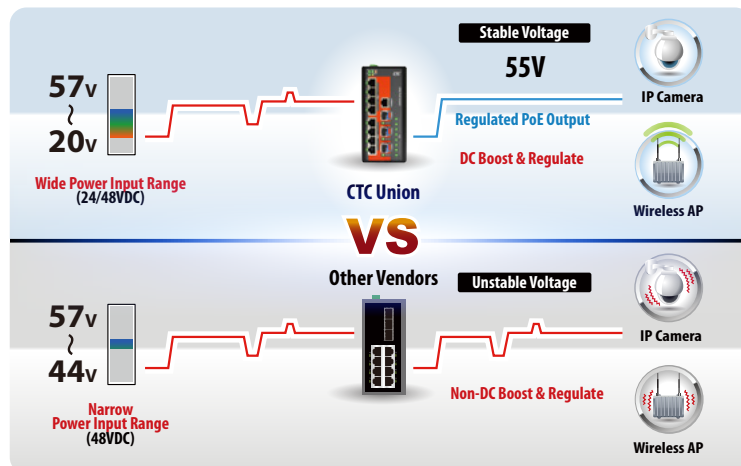 Stable Voltage
57v
~
20v
55V
IP Camera
Regulated PoE Output
DC Boost & Regulate
Wide Power Input Range
(24/48VDC)
CTC Union
Wireless AP
VS
Other Vendors
Unstable Voltage
57v
~
44v
IP Camera
Non-DC Boost & Regulate
Narrow
Power Input Range
(48VDC)
Wireless AP